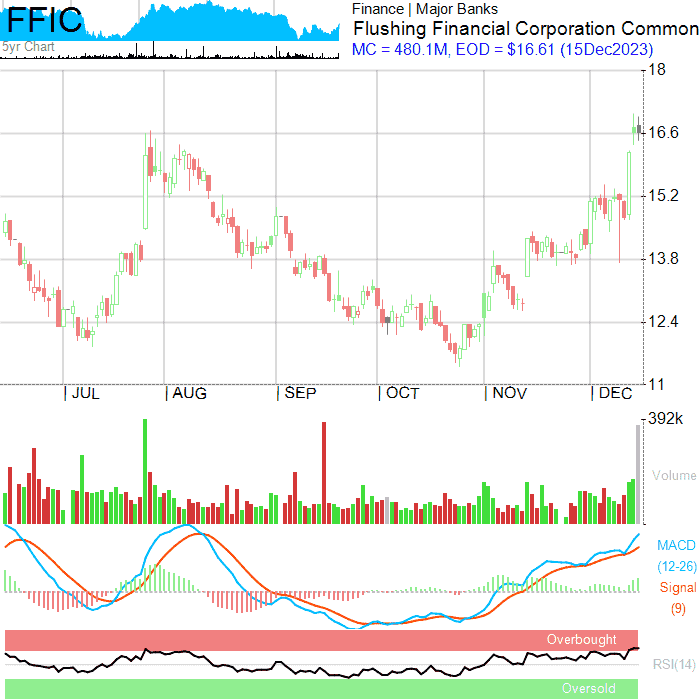 FFIC
5yr Chart
Finance | Major Banks
Flushing Financial Corporation Common
MC = 480.1M, EOD = $16.61 (15Dec2023)
18
16.6
15.2
13.8
12.4
11
| JUL | AUG | SEP | OCT | NOV | DEC
392k
Volume
MACD
(12-26)
Signal
(9)
Overbought
RSI(14)
Oversold